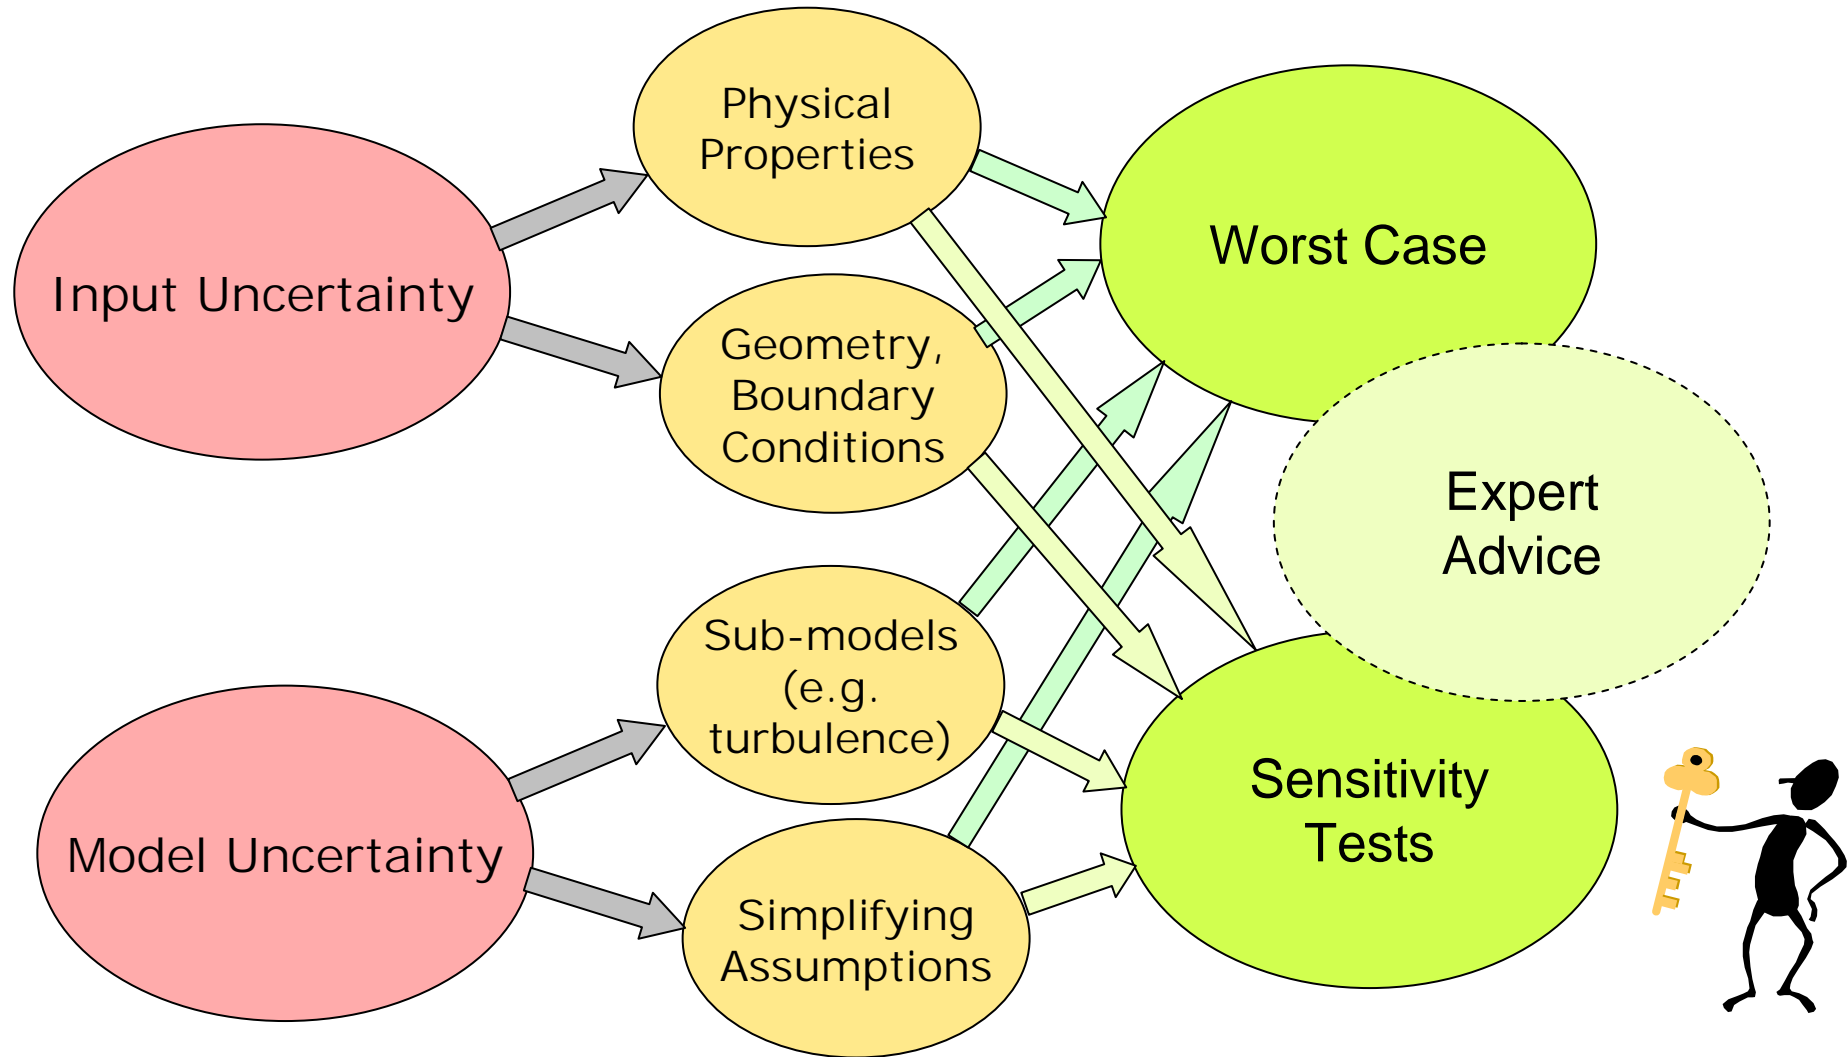 Physical
Properties
Input Uncertainty
Worst Case
Geometry,
Boundary
Conditions
Expert
Advice
Sub-models
(e.g.
turbulence)
Model Uncertainty
Sensitivity
Tests
Simplifying
Assumptions